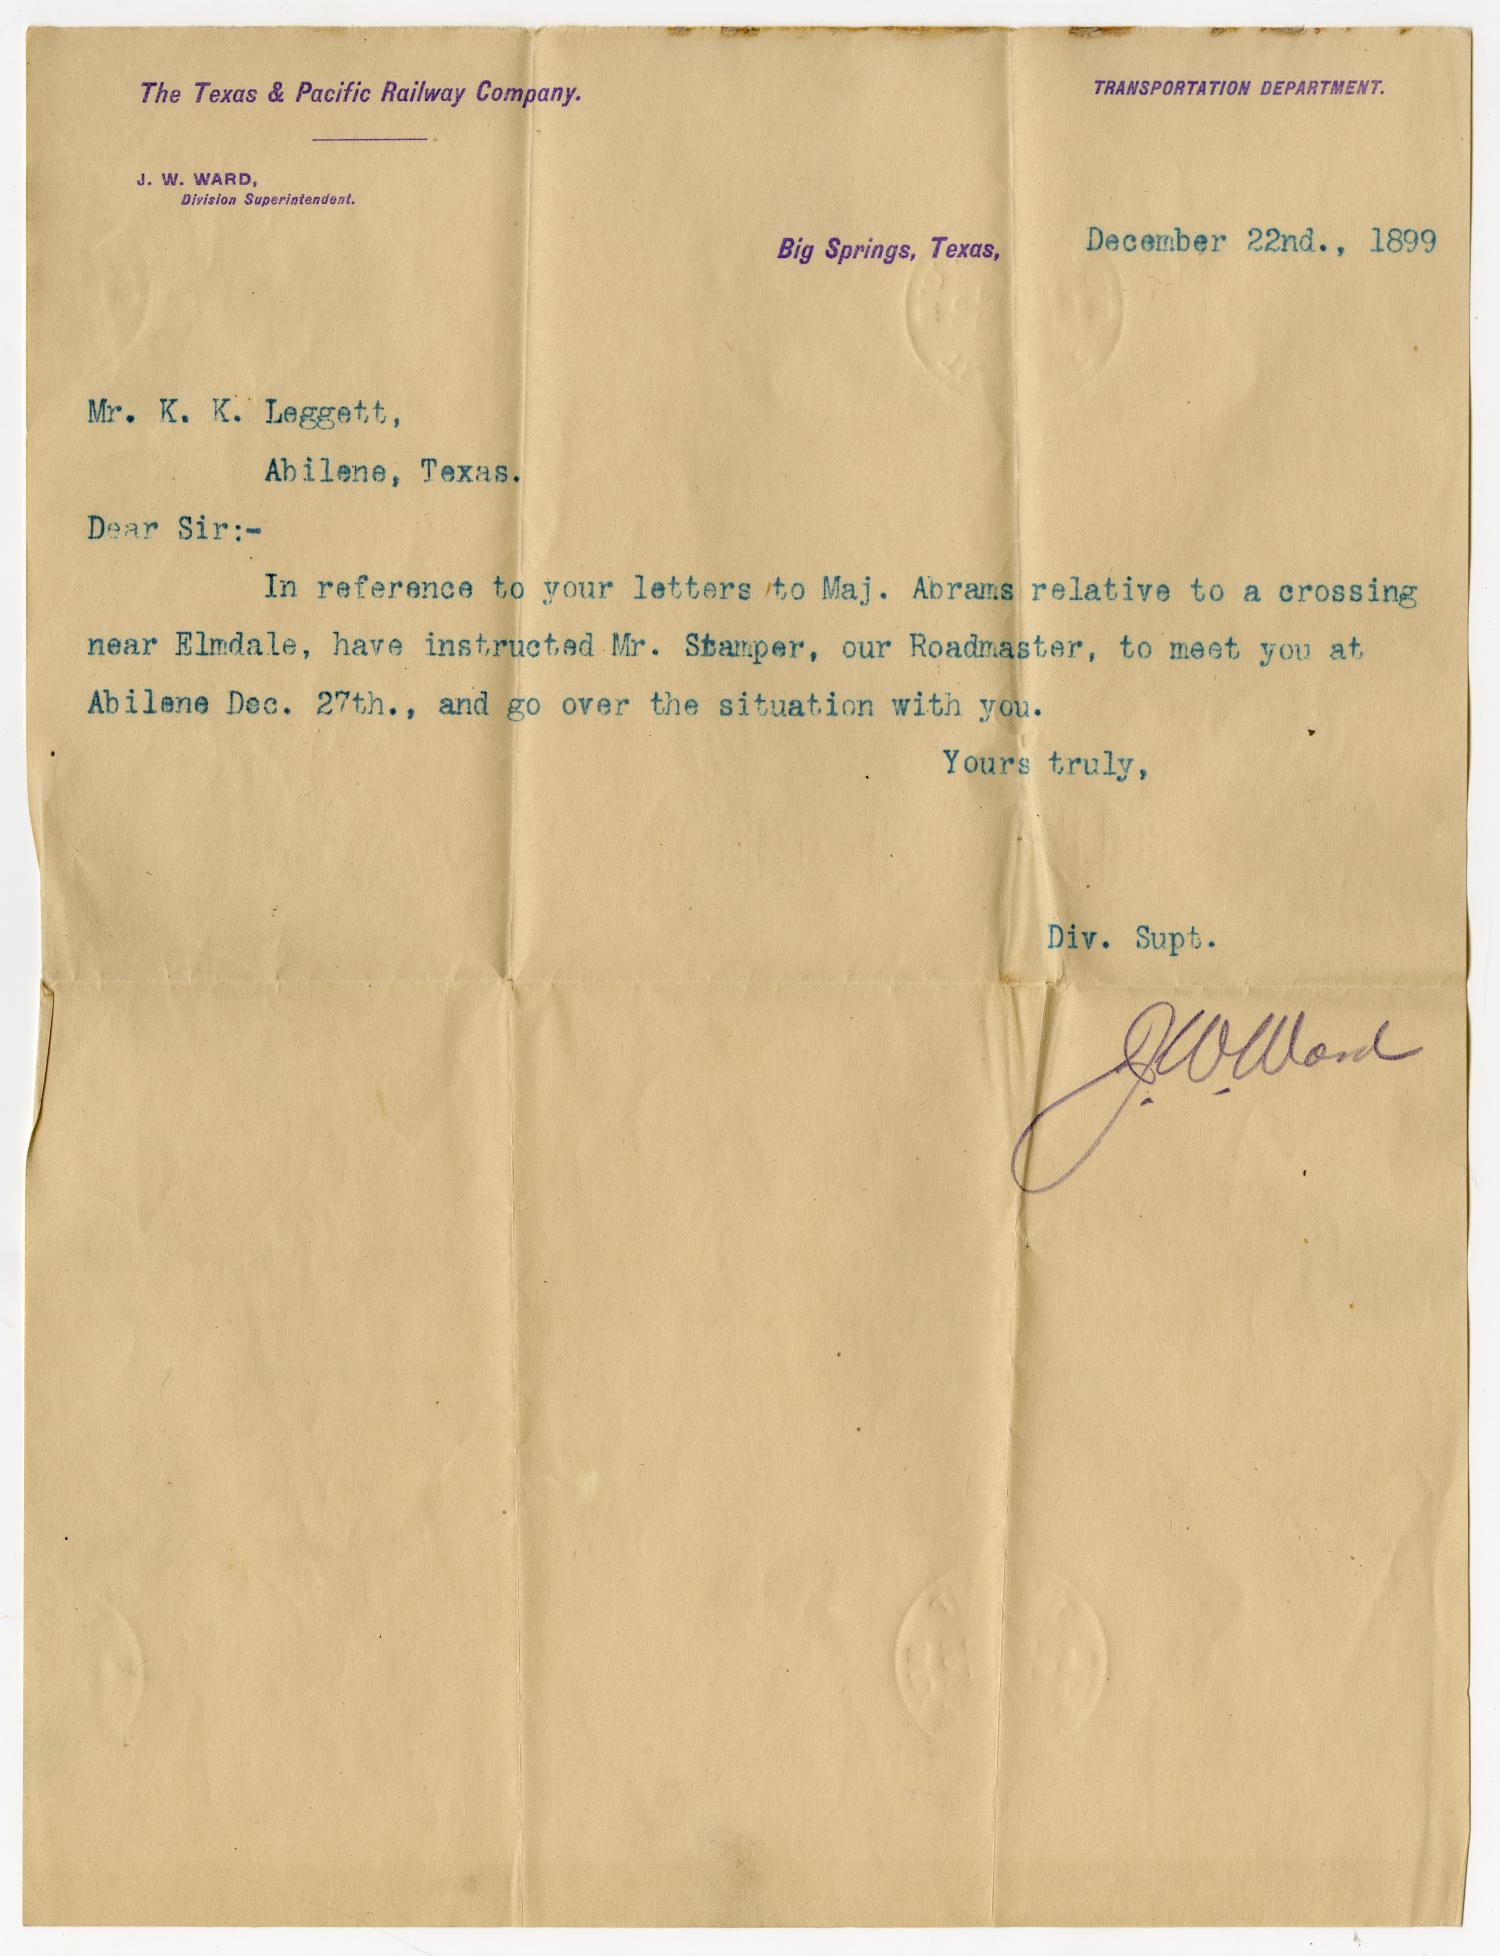 The Texas & Pacific Railway Company.
TRANSPORTATION DEPARTMENT.
J. W. WARD,
Division Superintendent.
Big Springs, Texas, December 22nd., 1899
Mr. K. K. Leggett,
Abilene, Texas.
Dear Sir:-
In reference to your letters to Maj. Abrams relative to a crossing
near Elmdale, have instructed Mr. Stamper, our Roadmaster, to meet you at
Abilene Dec. 27th., and go over the situation with you.
Yours truly,
Div. Supt.
J. W. Ward